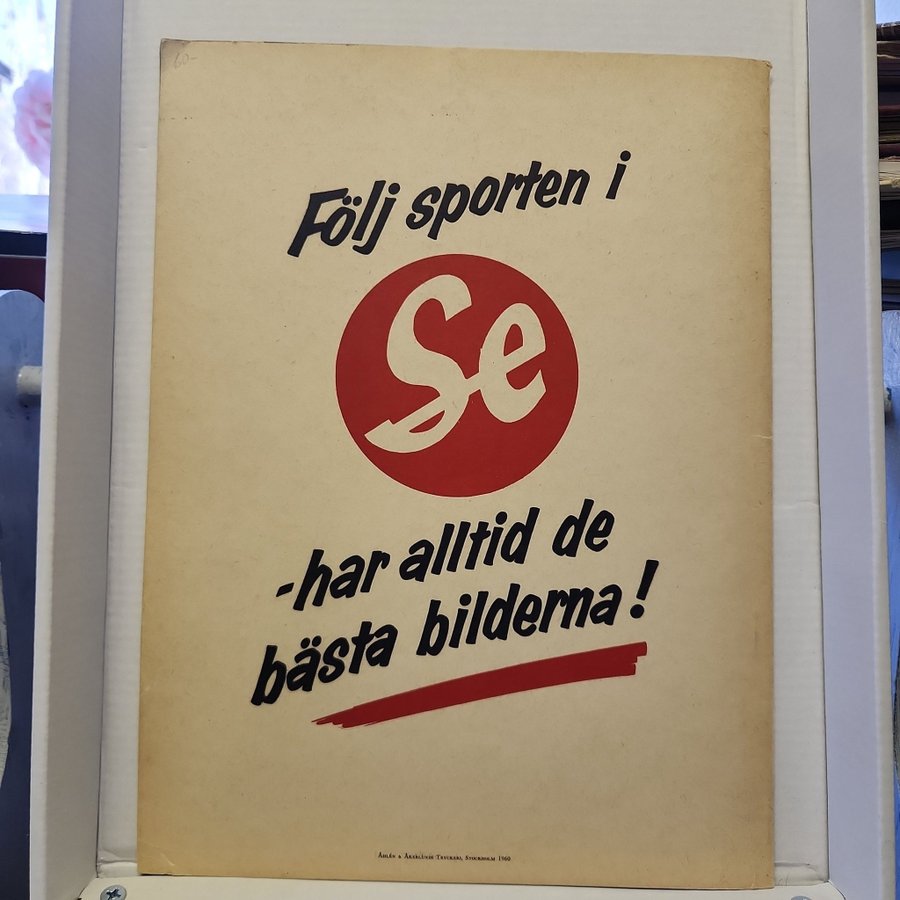 60-
Följ sporten i
Se
-har alltid de
bästa bilderna!
Åhlén & Åkerlunds Tryckeri, Stockholm 1960